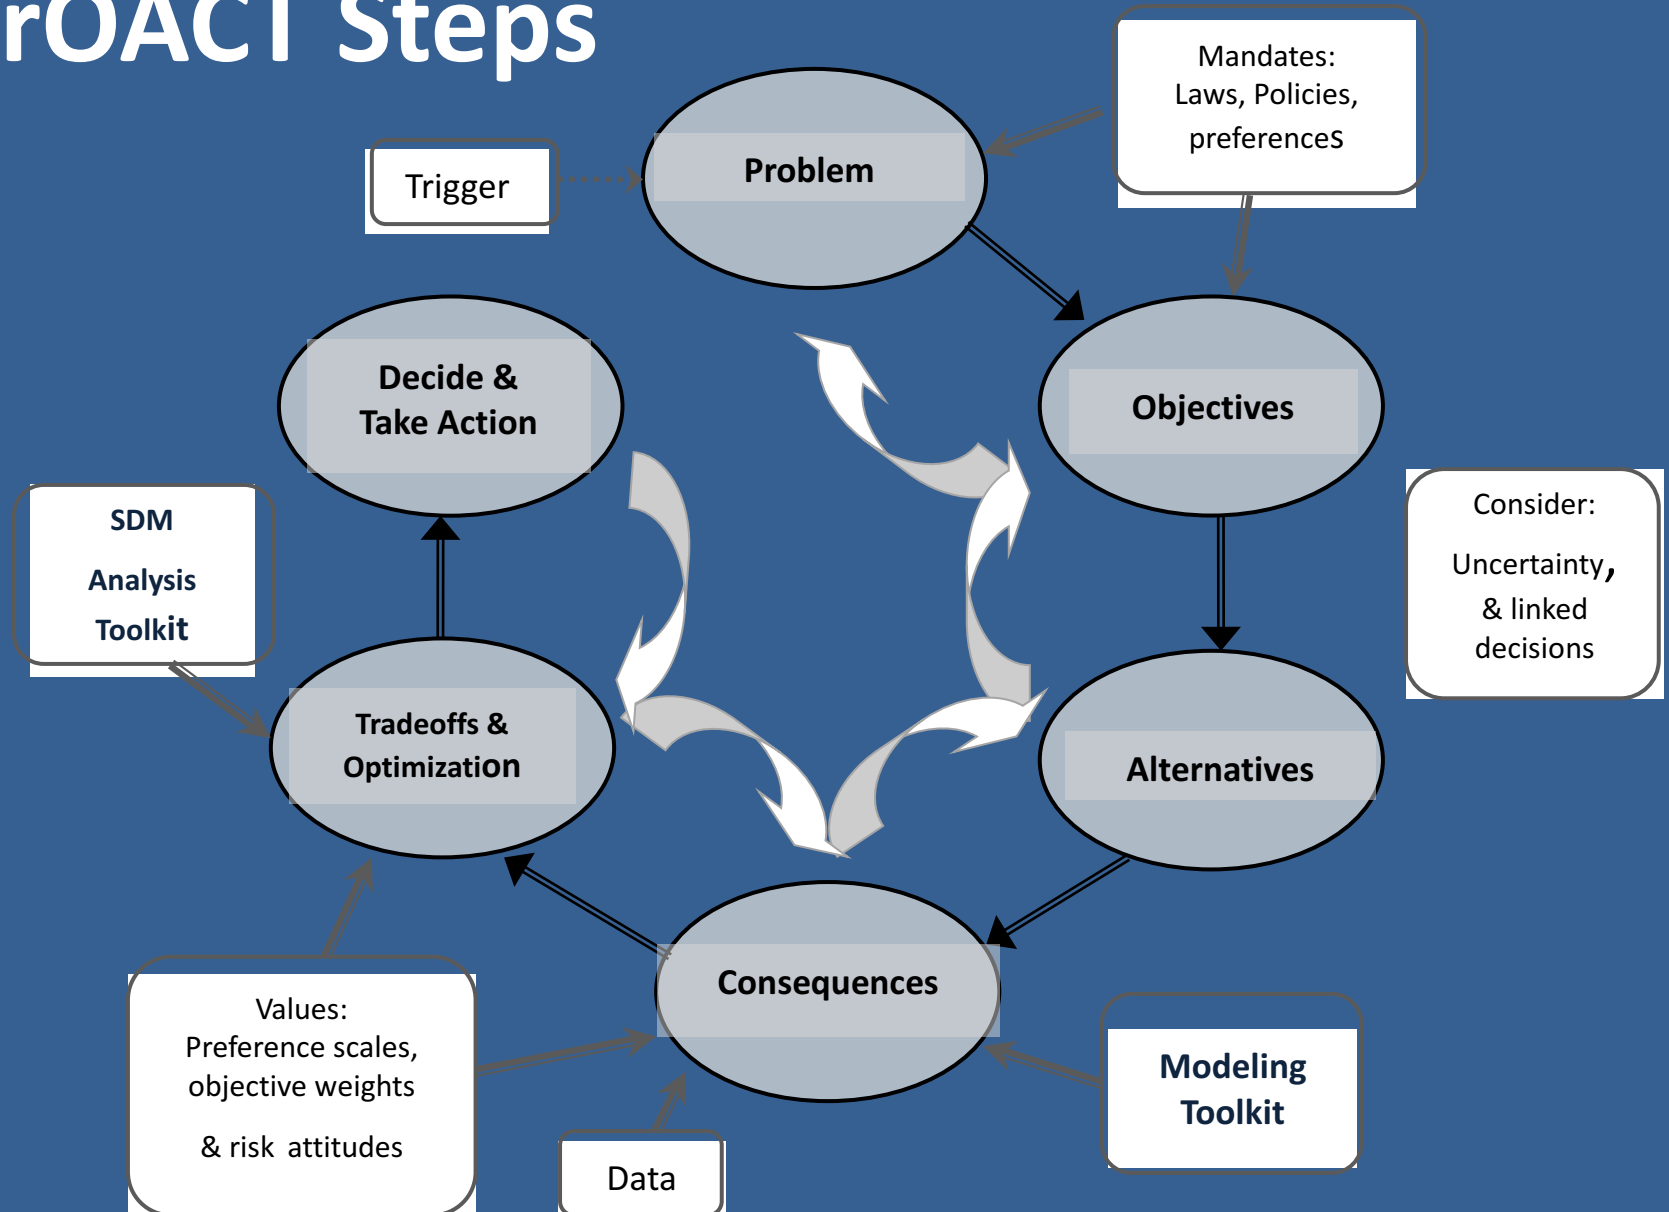 rOACT Steps
Mandates:
Laws, Policies,
preferences
Trigger
Problem
Decide &
Take Action
Objectives
SDM
Analysis
Toolkit
Consider:
Uncertainty,
& linked
decisions
Tradeoffs &
Optimization
Alternatives
Consequences
Values:
Preference scales,
objective weights
& risk attitudes
Modeling
Toolkit
Data